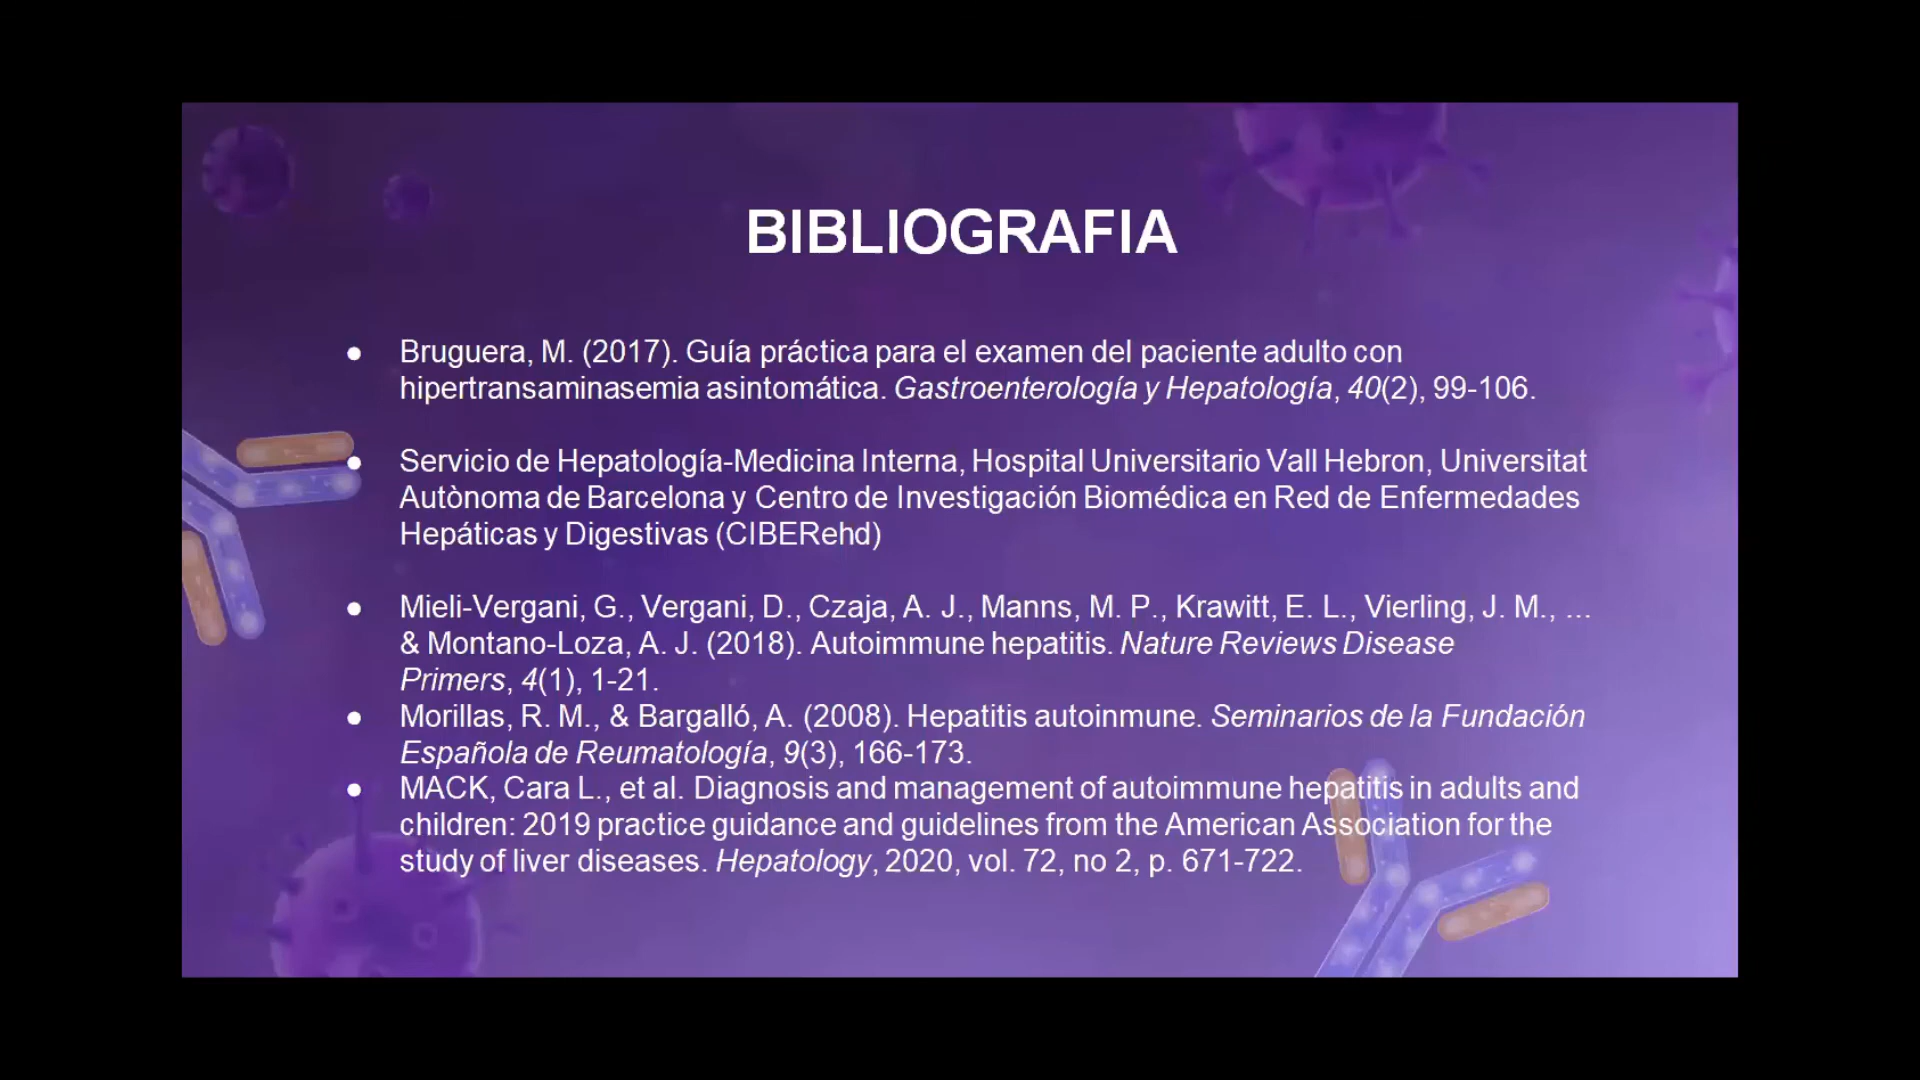 BIBLIOGRAFIA
● Bruguera, M. (2017). Guía práctica para el examen del paciente adulto con
hipertransaminasemia asintomática. Gastroenterología y Hepatología, 40(2), 99-106.
● Servicio de Hepatología-Medicina Interna, Hospital Universitario Vall Hebron, Universitat
Autònoma de Barcelona y Centro de Investigación Biomédica en Red de Enfermedades
Hepáticas y Digestivas (CIBERehd)
● Mieli-Vergani, G., Vergani, D., Czaja, A. J., Manns, M. P., Krawitt, E. L., Vierling, J. M., ...
& Montano-Loza, A. J. (2018). Autoimmune hepatitis. Nature Reviews Disease
Primers, 4(1), 1-21.
● Morillas, R. M., & Bargalló, A. (2008). Hepatitis autoinmune. Seminarios de la Fundación
Española de Reumatología, 9(3), 166-173.
● MACK, Cara L., et al. Diagnosis and management of autoimmune hepatitis in adults and
children: 2019 practice guidance and guidelines from the American Association for the
study of liver diseases. Hepatology, 2020, vol. 72, no 2, p. 671-722.